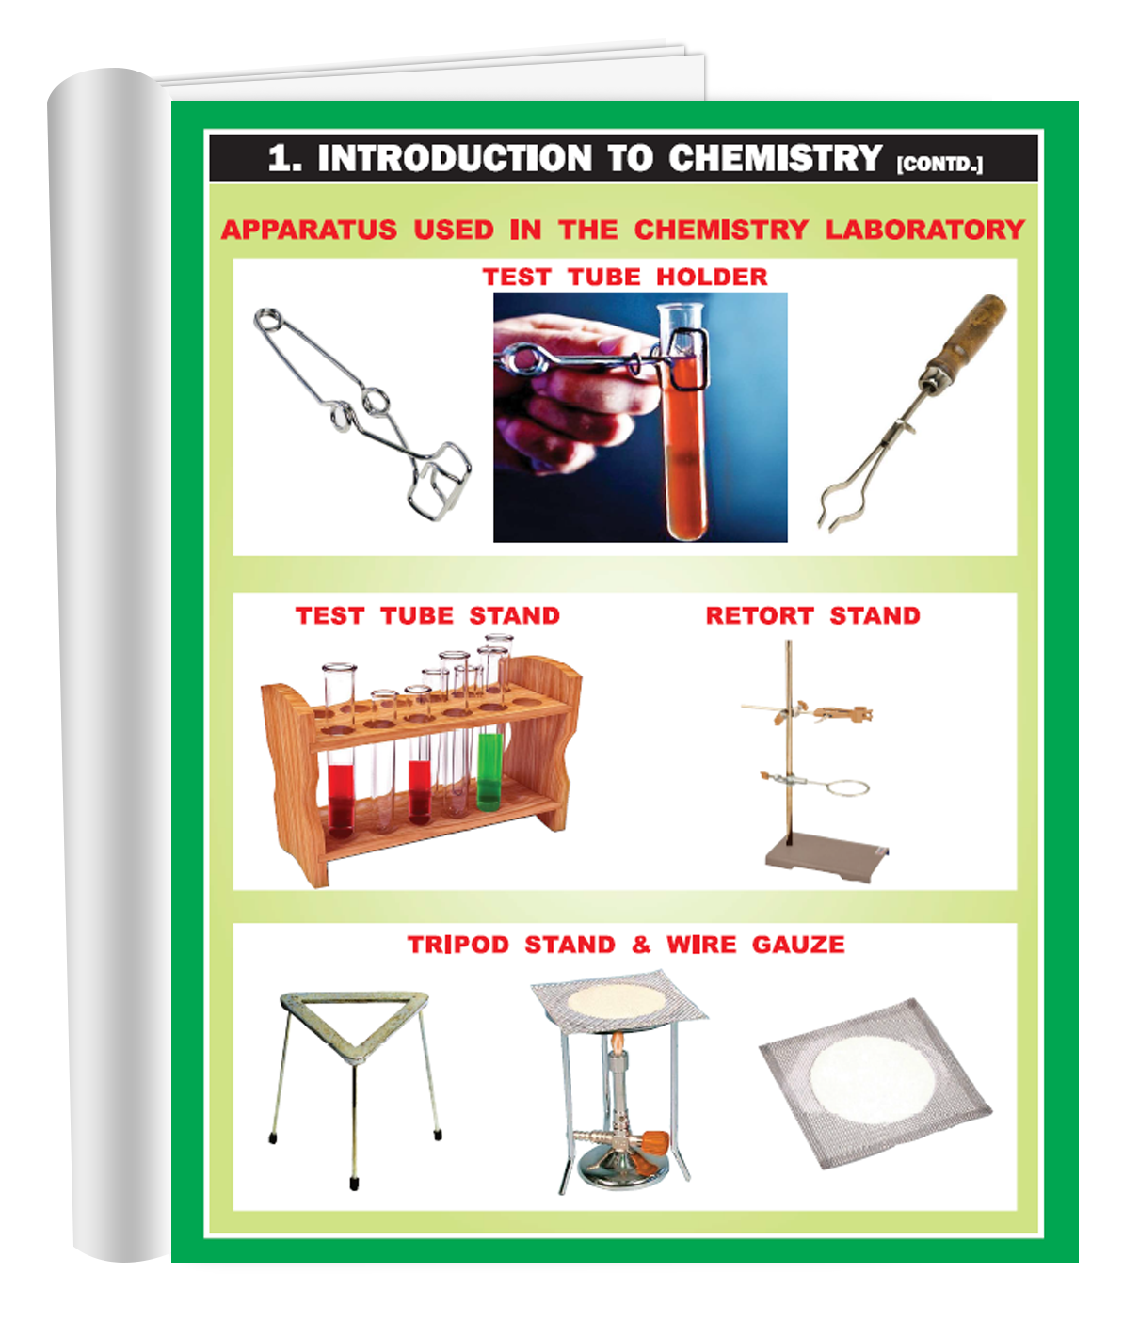 1. INTRODUCTION TO CHEMISTRY [CONTD.]
APPARATUS USED IN THE CHEMISTRY LABORATORY
TEST TUBE HOLDER
TEST TUBE STAND
RETORT STAND
TRIPOD STAND & WIRE GAUZE